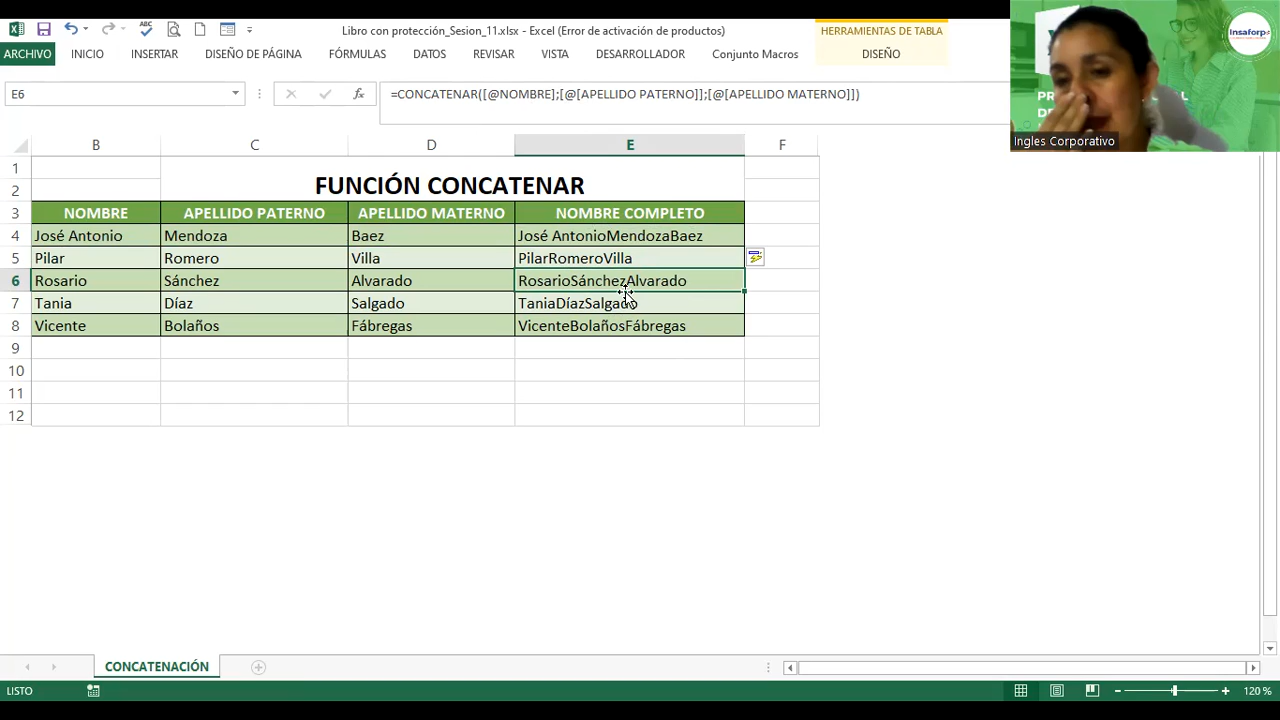 Libro con protección_Sesion_11.xlsx - Excel (Error de activación de productos)
HERRAMIENTAS DE TABLA
ARCHIVO INICIO INSERTAR DISEÑO DE PÁGINA FÓRMULAS DATOS REVISAR VISTA DESARROLLADOR Conjunto Macros DISEÑO
E6
fx
=CONCATENAR([@NOMBRE];[@[APELLIDO PATERNO]];[@[APELLIDO MATERNO]])
Insaforp
Ingles Corporativo
B C D E F
1
2 FUNCIÓN CONCATENAR
3 NOMBRE APELLIDO PATERNO APELLIDO MATERNO NOMBRE COMPLETO
4 José Antonio Mendoza Baez José AntonioMendozaBaez
5 Pilar Romero Villa PilarRomeroVilla
6 Rosario Sánchez Alvarado RosarioSánchezAlvarado
7 Tania Díaz Salgado TaniaDíazSalgado
8 Vicente Bolaños Fábregas VicenteBolañosFábregas
9
10
11
12
CONCATENACIÓN
LISTO
120 %